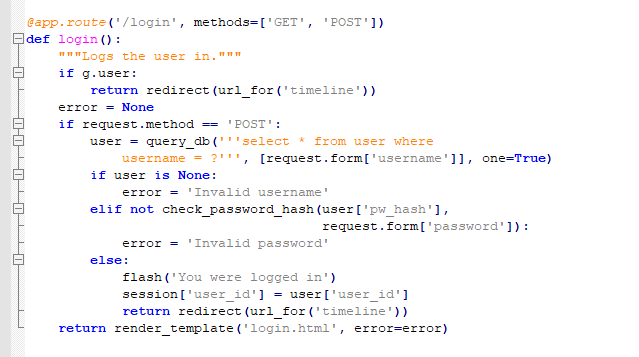 @app.route('/login', methods=['GET', 'POST'])
def login():
    """Logs the user in."""
    if g.user:
        return redirect(url_for('timeline'))
    error = None
    if request.method == 'POST':
        user = query_db('''select * from user where
            username = ?''', [request.form['username']], one=True)
        if user is None:
            error = 'Invalid username'
        elif not check_password_hash(user['pw_hash'],
                                     request.form['password']):
            error = 'Invalid password'
        else:
            flash('You were logged in')
            session['user_id'] = user['user_id']
            return redirect(url_for('timeline'))
    return render_template('login.html', error=error)